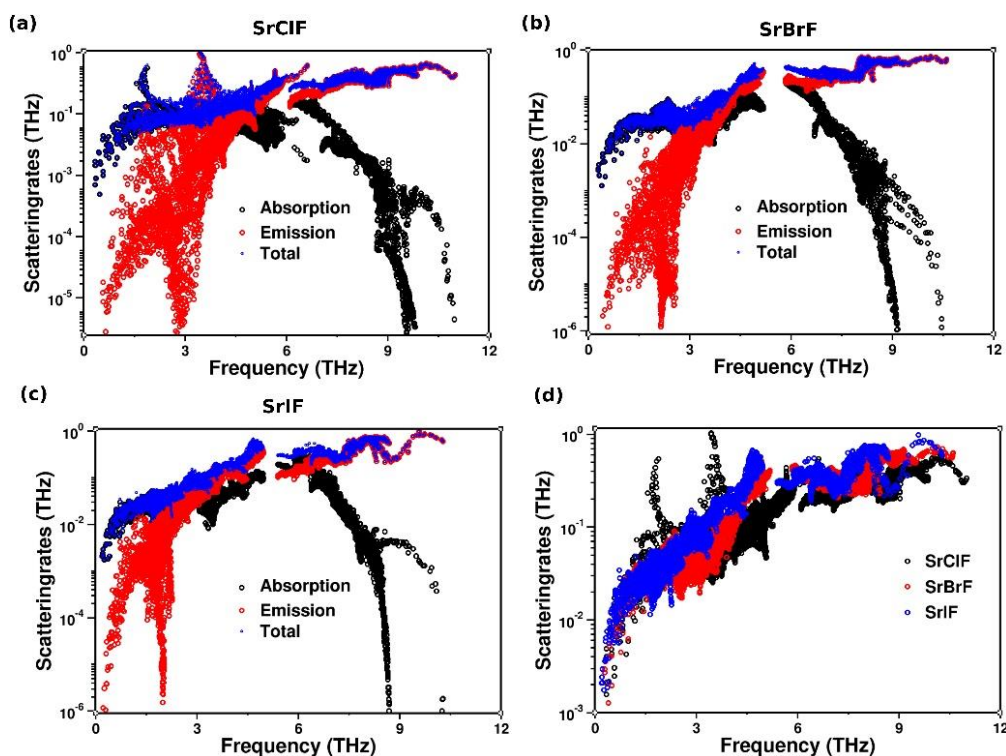 (a)
SrClF
Scatteringrates (THz)
10^0
10^-1
10^-3
10^-4
10^-5
Absorption
Emission
Total
0 3 6 9 12
Frequency (THz)
(b)
SrBrF
Scatteringrates (THz)
10^0
10^-2
10^-4
10^-6
Absorption
Emission
Total
0 3 6 9 12
Frequency (THz)
(c)
SrIF
Scatteringrates (THz)
10^0
10^-2
10^-4
10^-6
Absorption
Emission
Total
0 3 6 9 12
Frequency (THz)
(d)
Scatteringrates (THz)
10^0
10^-1
10^-2
10^-3
SrClF
SrBrF
SrIF
0 3 6 9 12
Frequency (THz)